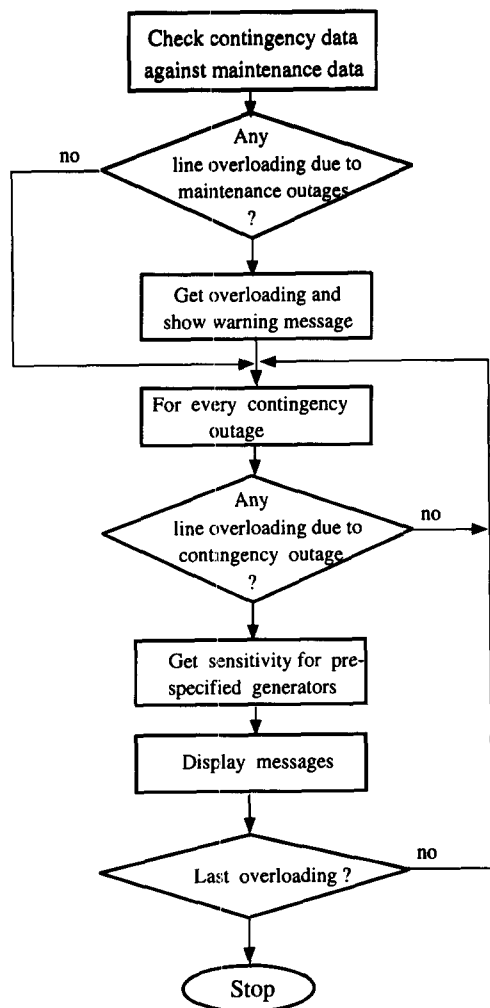 Check contingency data
against maintenance data
Any
line overloading due to
maintenance outages
?
no
Get overloading and
show warning message
For every contingency
outage
Any
line overloading due to
contingency outage
?
no
Get sensitivity for pre-
specified generators
Display messages
Last overloading ?
no
Stop